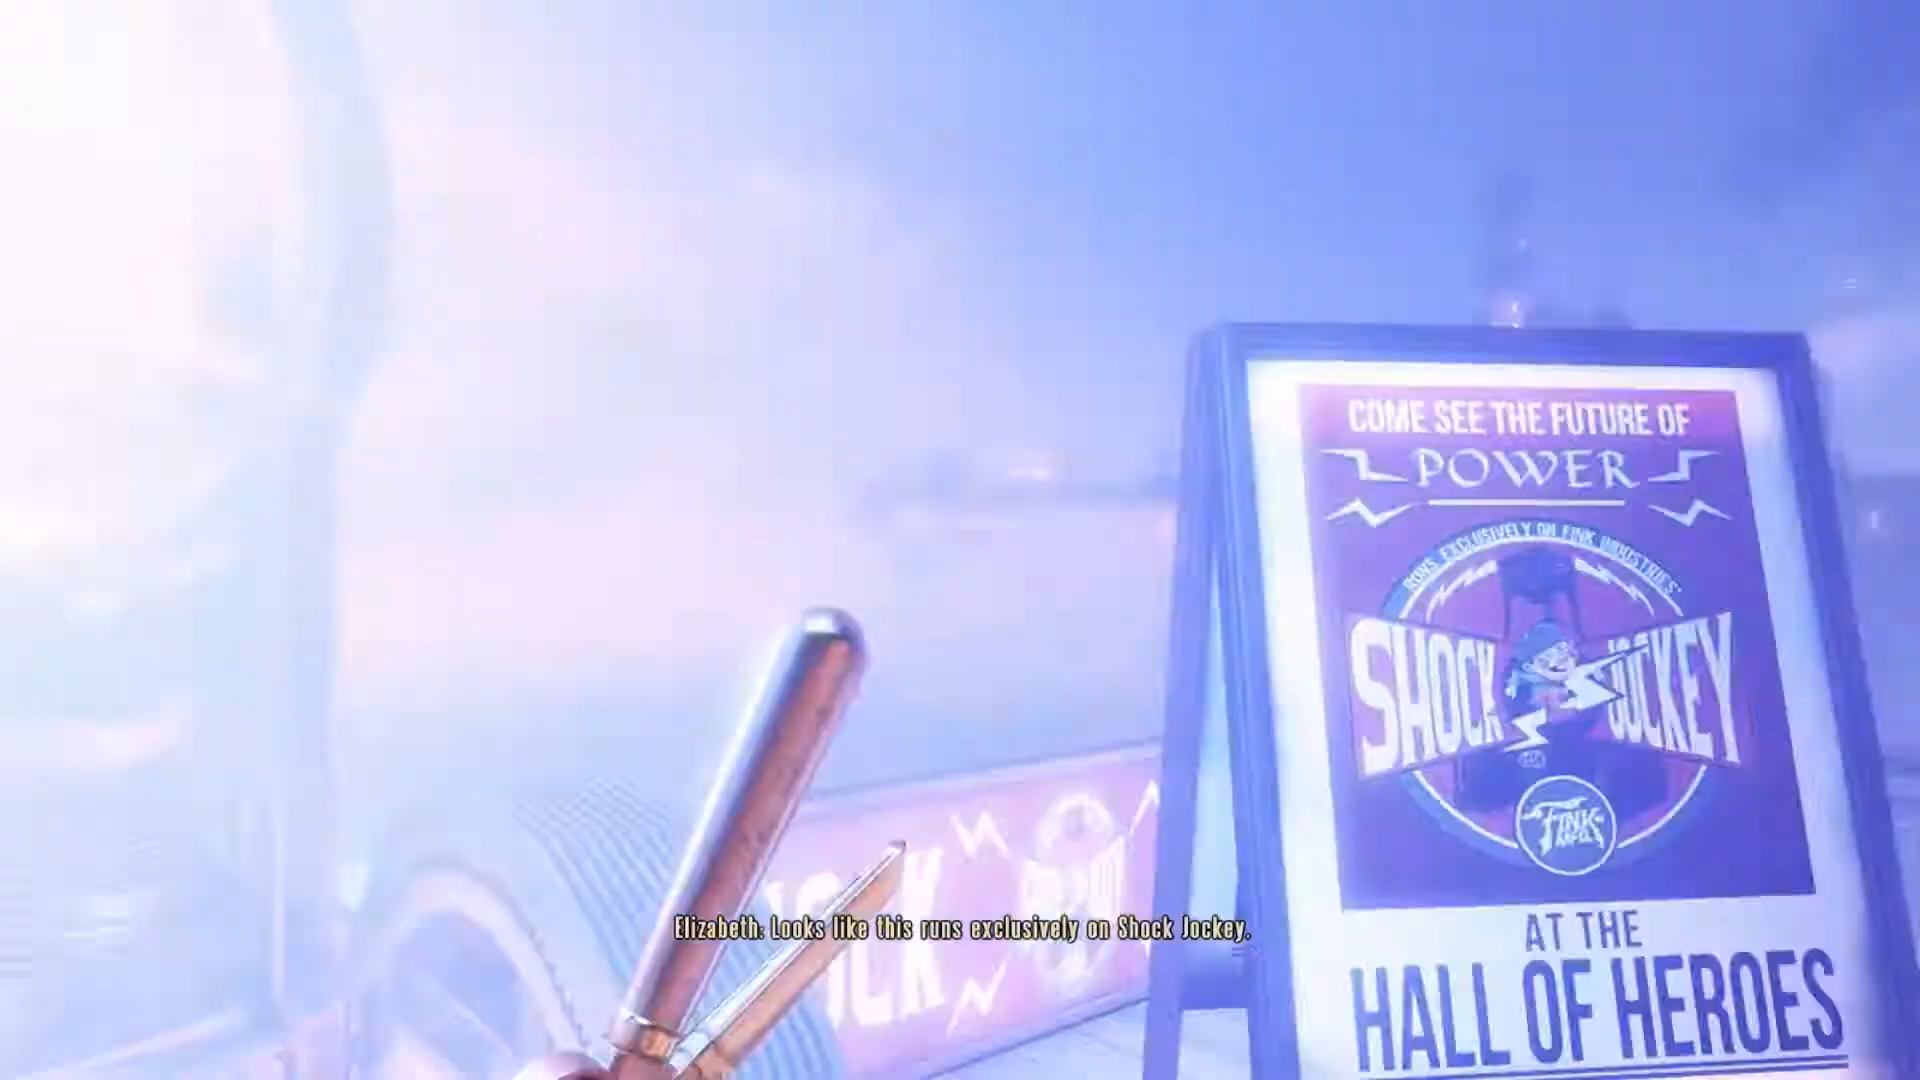 COME SEE THE FUTURE OF
POWER
RUNS EXCLUSIVELY ON FINK INDUSTRIES'
SHOCK JOCKEY
FINK
MFG.
AT THE
HALL OF HEROES
Elizabeth: Looks like this runs exclusively on Shock Jockey.